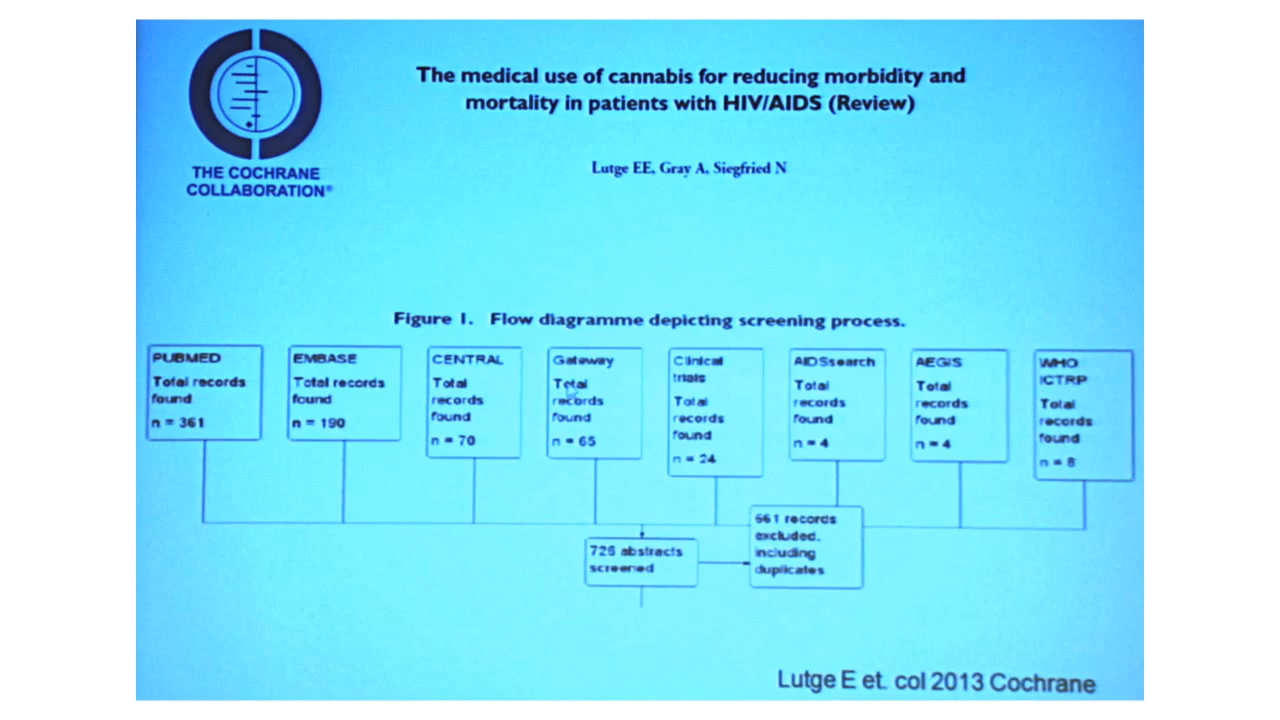 THE COCHRANE
COLLABORATION®
The medical use of cannabis for reducing morbidity and
mortality in patients with HIV/AIDS (Review)
Lutge EE, Gray A, Siegfried N
Figure 1. Flow diagramme depicting screening process.
PUBMED
Total records
found
n = 361
EMBASE
Total records
found
n = 190
CENTRAL
Total
records
found
n = 70
Gateway
Total
records
found
n = 65
Clinical
trials
Total
records
found
n = 24
AIDSsearch
Total
records
found
n = 4
AEGIS
Total
records
found
n = 4
WHO
ICTRP
Total
records
found
n = 8
726 abstracts
screened
661 records
excluded,
including
duplicates
Lutge E et. col 2013 Cochrane